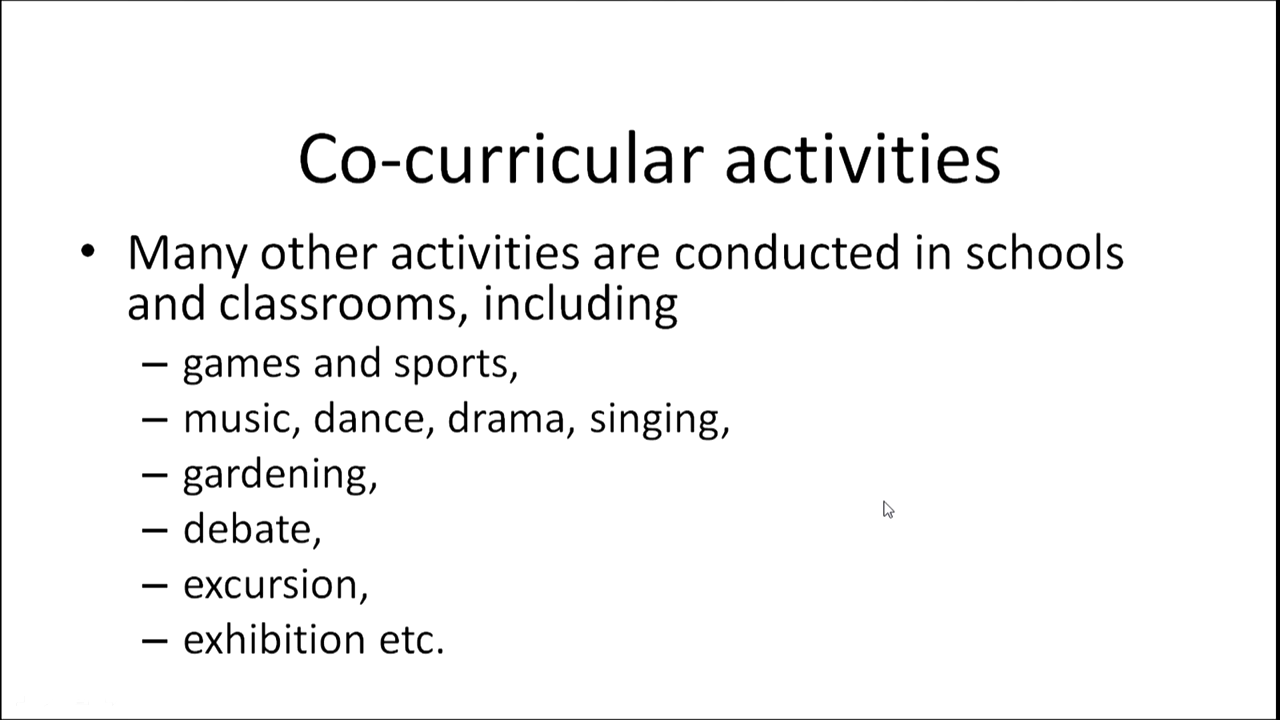 Co-curricular activities
• Many other activities are conducted in schools
and classrooms, including
– games and sports,
– music, dance, drama, singing,
– gardening,
– debate,
– excursion,
– exhibition etc.